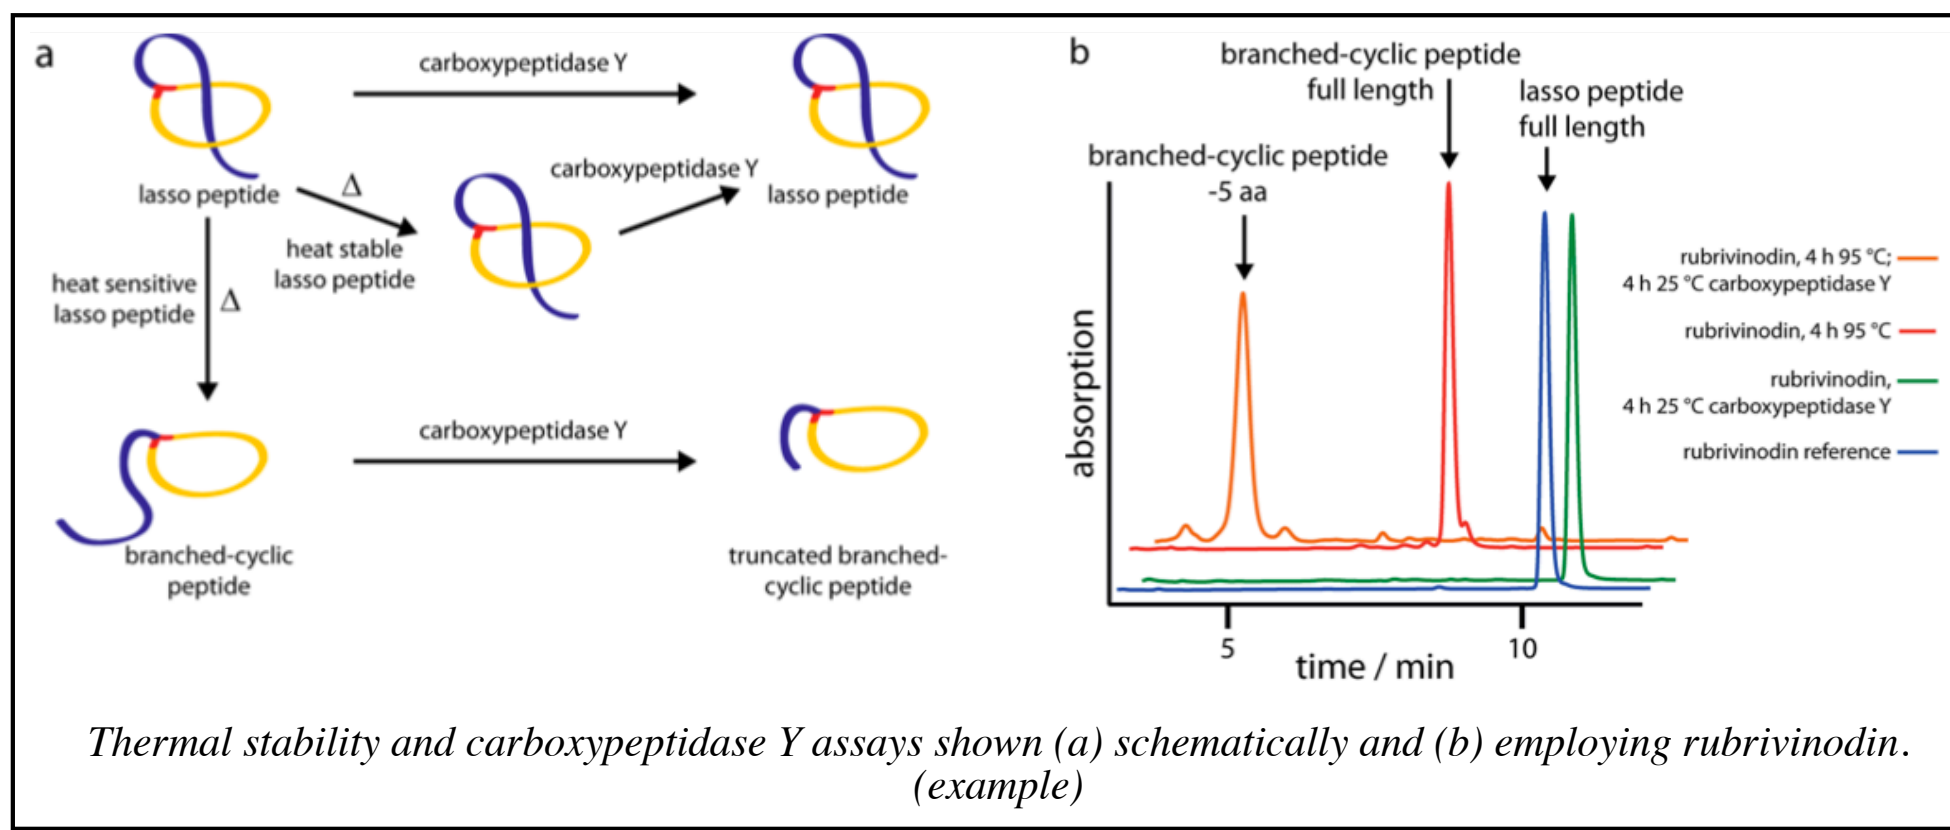 a
carboxypeptidase Y
lasso peptide
Δ
carboxypeptidase Y
lasso peptide
heat stable
lasso peptide
heat sensitive
lasso peptide
Δ
carboxypeptidase Y
branched-cyclic
peptide
truncated branched-
cyclic peptide
b
branched-cyclic peptide
full length
lasso peptide
full length
branched-cyclic peptide
-5 aa
absorption
rubrivinodin, 4 h 95 °C;
4 h 25 °C carboxypeptidase Y
rubrivinodin, 4 h 95 °C
rubrivinodin,
4 h 25 °C carboxypeptidase Y
rubrivinodin reference
5
10
time / min
Thermal stability and carboxypeptidase Y assays shown (a) schematically and (b) employing rubrivinodin.
(example)